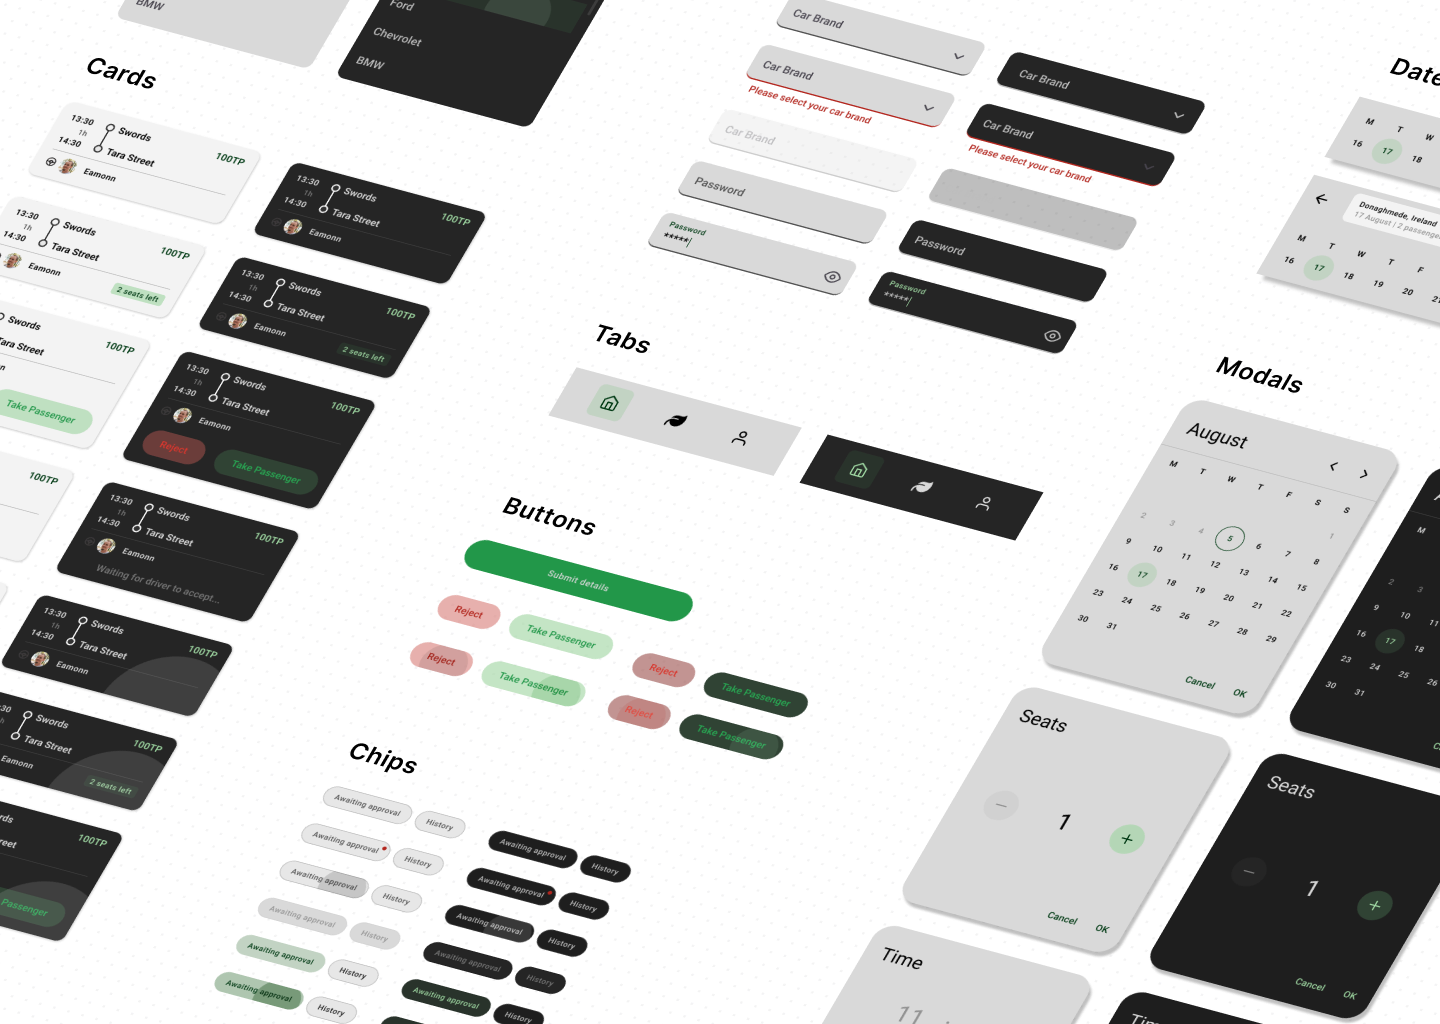 BMW
Ford
Chevrolet
BMW
Cards
13:30
1h
14:30
Swords
Tara Street
100TP
Eamonn
13:30
1h
14:30
Swords
Tara Street
100TP
Eamonn
2 seats left
Swords
Tara Street
100TP
Take Passenger
100TP
13:30
1h
14:30
Swords
Tara Street
100TP
Eamonn
13:30
1h
14:30
Swords
Tara Street
100TP
Eamonn
2 seats left
13:30
1h
14:30
Swords
Tara Street
100TP
Eamonn
Reject
Take Passenger
13:30
1h
14:30
Swords
Tara Street
100TP
Eamonn
Waiting for driver to accept...
13:30
1h
14:30
Swords
Tara Street
100TP
Eamonn
Swords
Tara Street
100TP
Eamonn
2 seats left
100TP
Passenger
Car Brand
Car Brand
Please select your car brand
Car Brand
Password
Password
*****
Car Brand
Car Brand
Please select your car brand
Password
Password
*****
Tabs
Buttons
Submit details
Reject
Take Passenger
Reject
Take Passenger
Reject
Take Passenger
Reject
Take Passenger
Chips
Awaiting approval
History
Awaiting approval
History
Awaiting approval
History
Awaiting approval
History
Awaiting approval
History
Awaiting approval
History
Awaiting approval
History
Awaiting approval
History
Awaiting approval
History
Awaiting approval
History
Awaiting approval
History
Date
M T W
16 17 18
Donaghmede, Ireland
17 August | 2 passenge
M T W T F
16 17 18 19 20 21
Modals
August
M T W T F S S
1
2 3 4 5 6 7 8
9 10 11 12 13 14 15
16 17 18 19 20 21 22
23 24 25 26 27 28 29
30 31
Cancel OK
M
2 3
9 10 11
16 17 18
23 24 25 26
30 31
Seats
1
Cancel OK
Seats
1
Cancel OK
Time
11